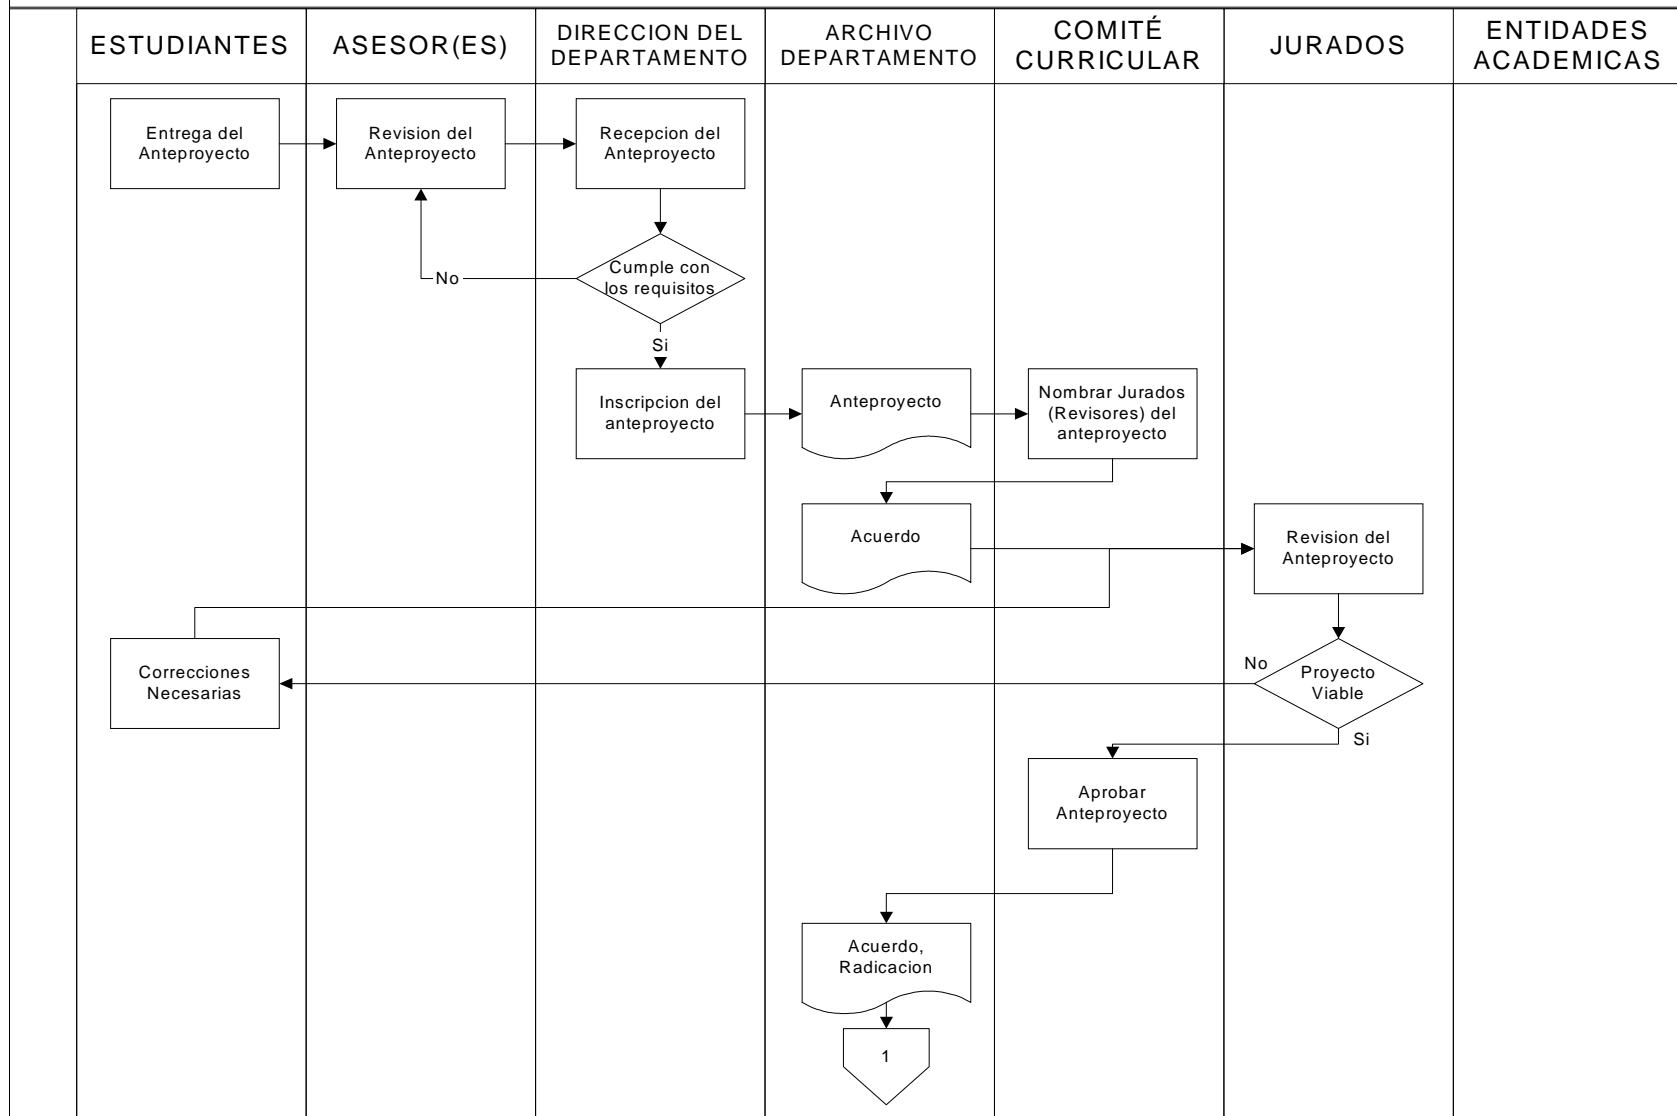 ESTUDIANTES
ASESOR(ES)
DIRECCION DEL
DEPARTAMENTO
ARCHIVO
DEPARTAMENTO
COMITÉ
CURRICULAR
JURADOS
ENTIDADES
ACADEMICAS
Entrega del
Anteproyecto
Revision del
Anteproyecto
Recepcion del
Anteproyecto
Cumple con
los requisitos
No
Si
Inscripcion del
anteproyecto
Anteproyecto
Nombrar Jurados
(Revisores) del
anteproyecto
Acuerdo
Revision del
Anteproyecto
Correcciones
Necesarias
No
Proyecto
Viable
Si
Aprobar
Anteproyecto
Acuerdo,
Radicacion
1